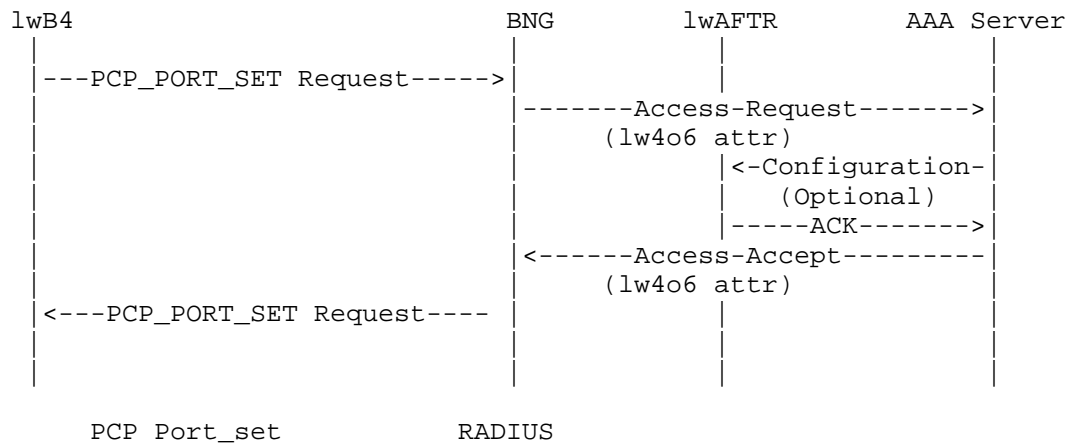 lwB4 BNG lwAFTR AAA Server
| | | |
|---PCP_PORT_SET Request----->| | |
| |-------Access-Request------->|
| (lw4o6 attr) |
| | |<-Configuration-|
| | | (Optional) |
| | |-----ACK------->|
| |<------Access-Accept---------|
| (lw4o6 attr) |
|<---PCP_PORT_SET Request---- | | |
| | | |
| | | |
PCP Port_set RADIUS